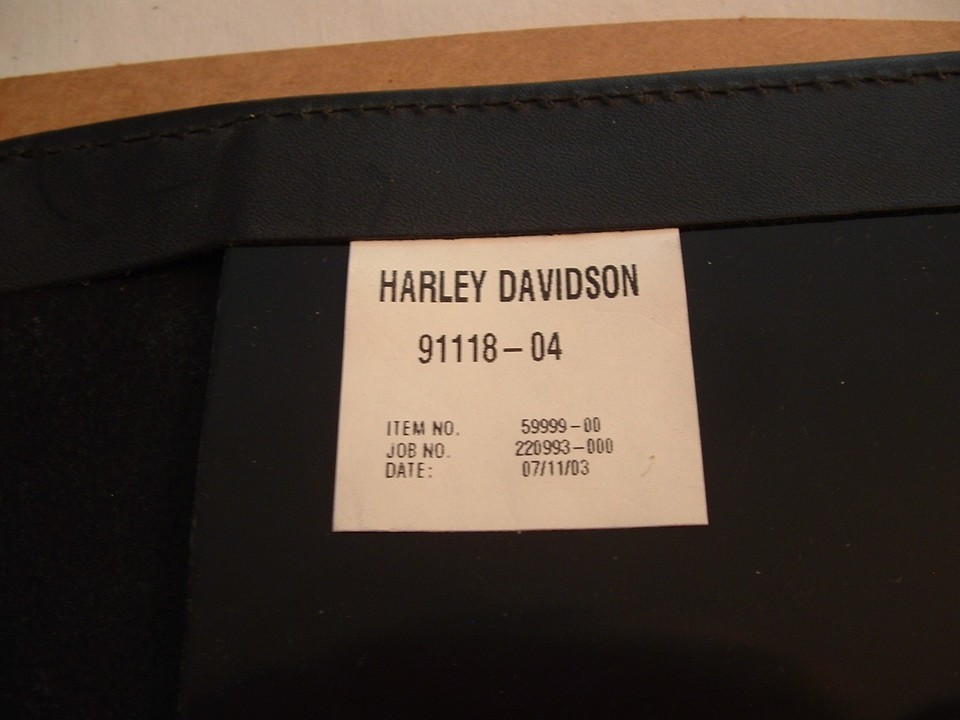 HARLEY DAVIDSON
91118-04
ITEM NO. 59999-00
JOB NO. 220993-000
DATE: 07/11/03